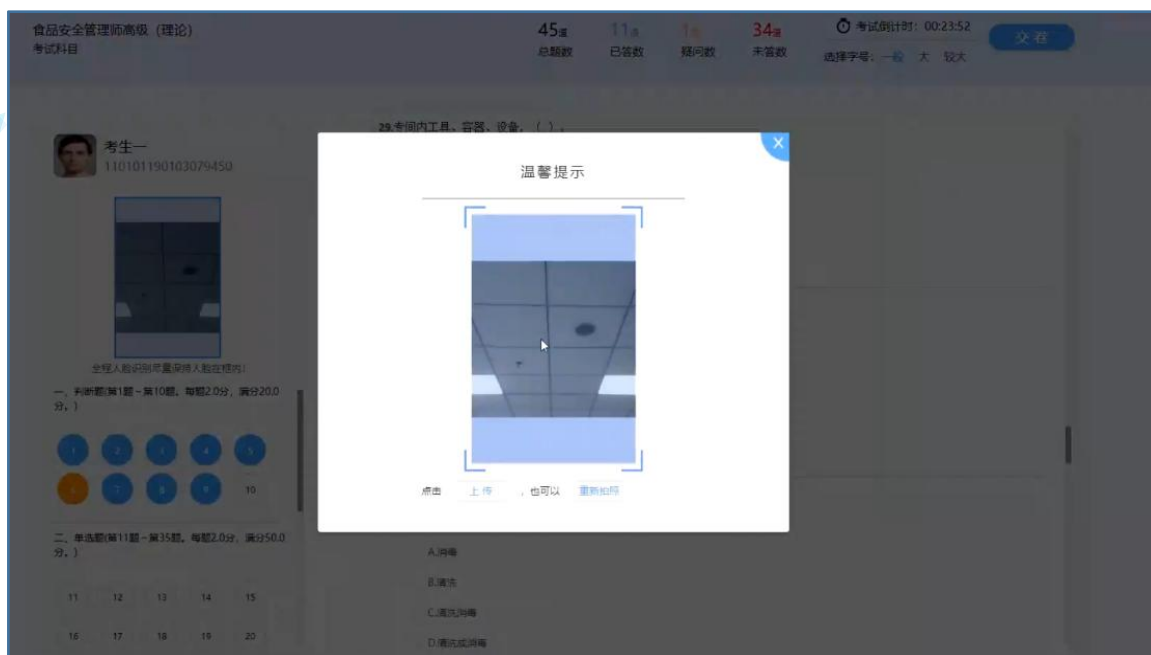 食品安全管理师高级（理论）
考试科目
45道
总题数
11道
已答数
1道
疑问数
34道
未答数
考试倒计时：00:23:52
选择字号：一般 大 较大
交卷
考生一
110101190103079450
全程人脸识别尽量保持人脸在框内！
一、判断题(第1题~第10题，每题2.0分，满分20.0
分。)
1 2 3 4 5
6 7 8 9 10
二、单选题(第11题~第35题，每题2.0分，满分50.0
分。)
11 12 13 14 15
16 17 18 19 20
29.专间内工具、容器、设备，（ ）。
X
温馨提示
点击 上传 ，也可以 重新拍照
A.消毒
B.清洗
C.清洗消毒
D.清洗或消毒